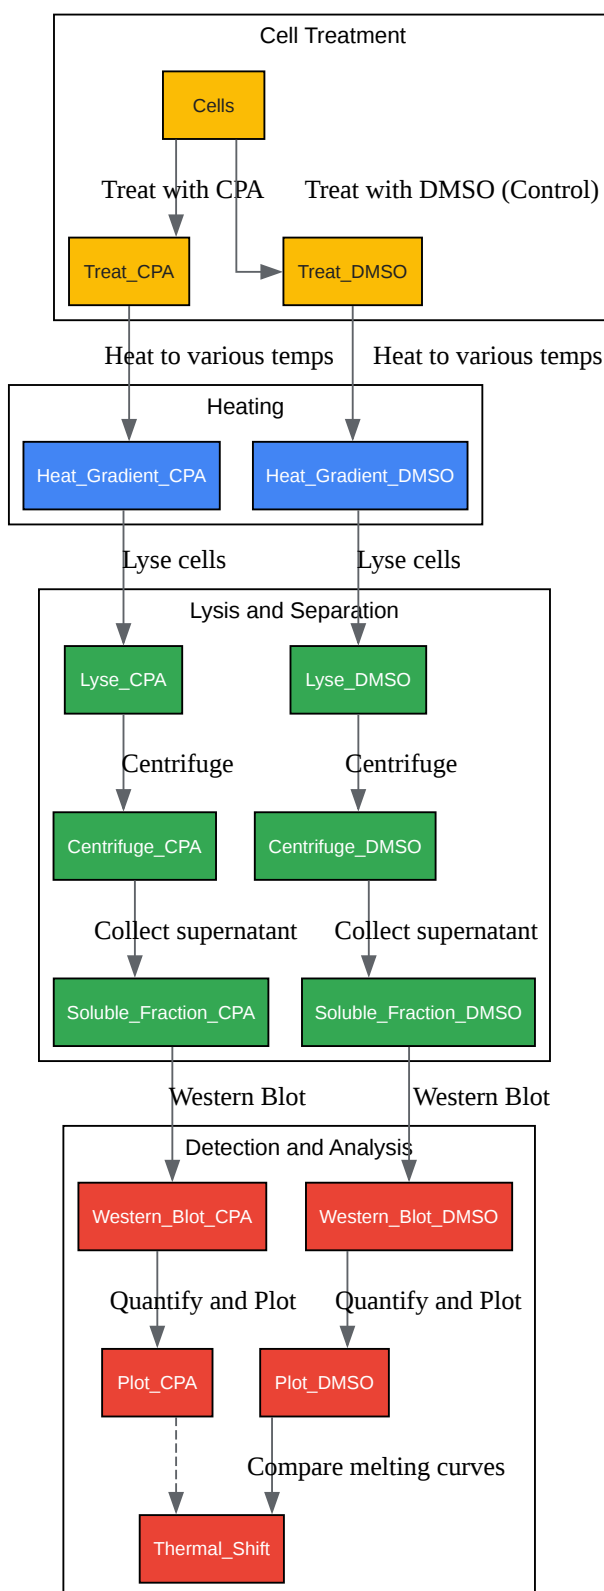 Cell Treatment
Cells
Treat with CPA
Treat with DMSO (Control)
Treat_CPA
Treat_DMSO
Heat to various temps
Heat to various temps
Heating
Heat_Gradient_CPA
Heat_Gradient_DMSO
Lyse cells
Lyse cells
Lysis and Separation
Lyse_CPA
Lyse_DMSO
Centrifuge
Centrifuge
Centrifuge_CPA
Centrifuge_DMSO
Collect supernatant
Collect supernatant
Soluble_Fraction_CPA
Soluble_Fraction_DMSO
Western Blot
Western Blot
Detection and Analysis
Western_Blot_CPA
Western_Blot_DMSO
Quantify and Plot
Quantify and Plot
Plot_CPA
Plot_DMSO
Compare melting curves
Thermal_Shift